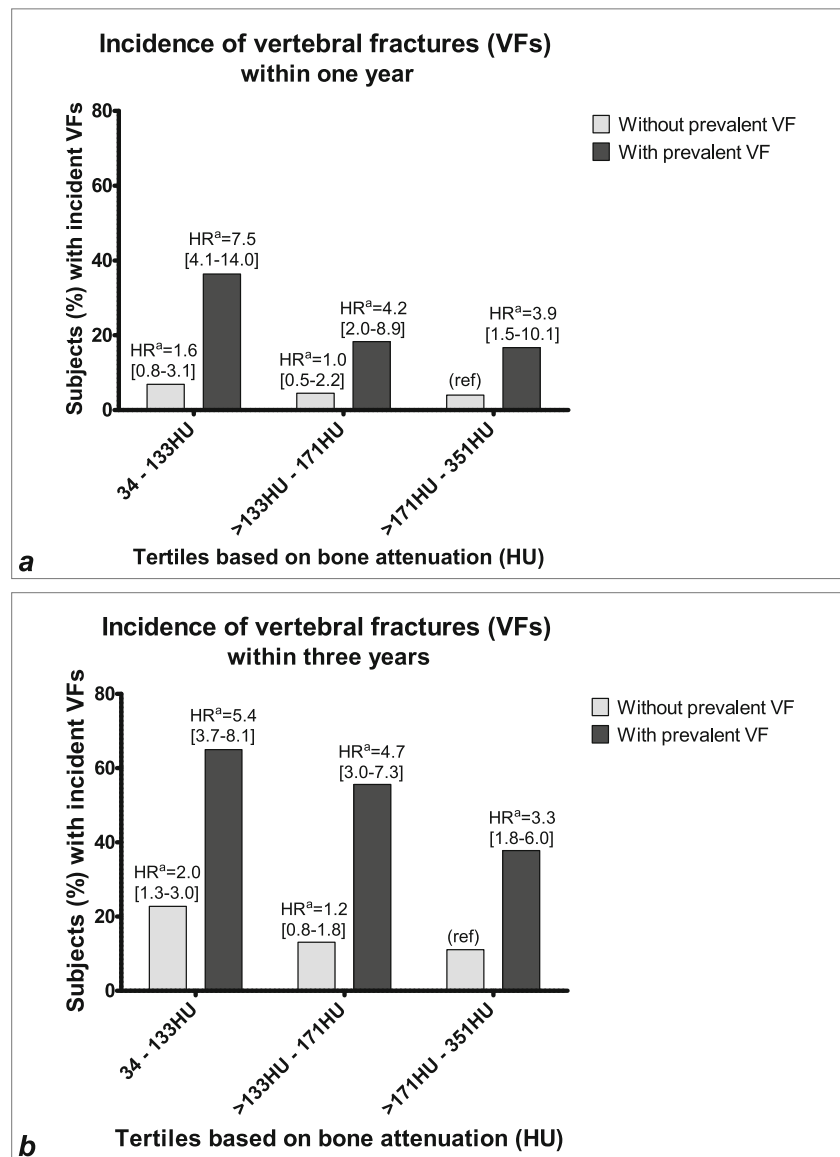 Incidence of vertebral fractures (VFs)
within one year
Subjects (%) with incident VFs
80
60
40
20
0
HRᵃ=1.6
[0.8-3.1]
HRᵃ=7.5
[4.1-14.0]
HRᵃ=1.0
[0.5-2.2]
HRᵃ=4.2
[2.0-8.9]
(ref)
HRᵃ=3.9
[1.5-10.1]
Without prevalent VF
With prevalent VF
34 - 133HU
>133HU - 171HU
>171HU - 351HU
Tertiles based on bone attenuation (HU)
a
Incidence of vertebral fractures (VFs)
within three years
Subjects (%) with incident VFs
80
60
40
20
0
HRᵃ=2.0
[1.3-3.0]
HRᵃ=5.4
[3.7-8.1]
HRᵃ=1.2
[0.8-1.8]
HRᵃ=4.7
[3.0-7.3]
(ref)
HRᵃ=3.3
[1.8-6.0]
Without prevalent VF
With prevalent VF
34 - 133HU
>133HU - 171HU
>171HU - 351HU
Tertiles based on bone attenuation (HU)
b